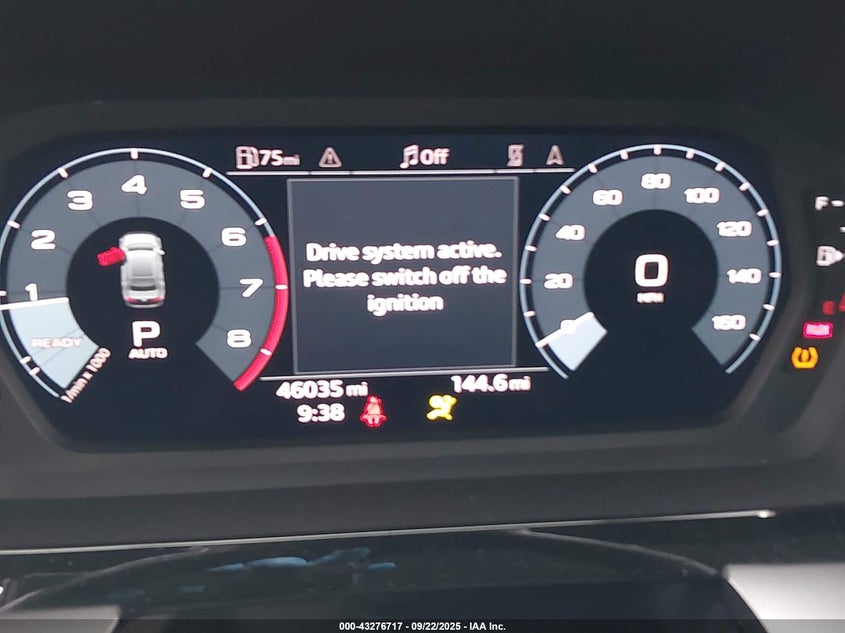 75mi
Off
Drive system active.
Please switch off the
ignition
1 2 3 4 5 6 7 8
READY
1/min x 1000
P
AUTO
0 20 40 60 80 100 120 140 160
0
MPH
46035 mi
144.6 mi
9:38
F
E
000-43276717 - 09/22/2025 - IAA Inc.